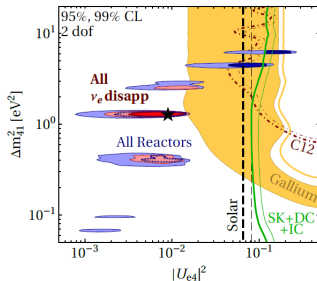 95%, 99% CL
2 dof
All
νₑ disapp
All Reactors
C12
Gallium
Solar
SK+DC
+IC
10¹
10⁰
10⁻¹
Δm²₄₁ [eV²]
10⁻³
10⁻²
10⁻¹
|Uₑ₄|²